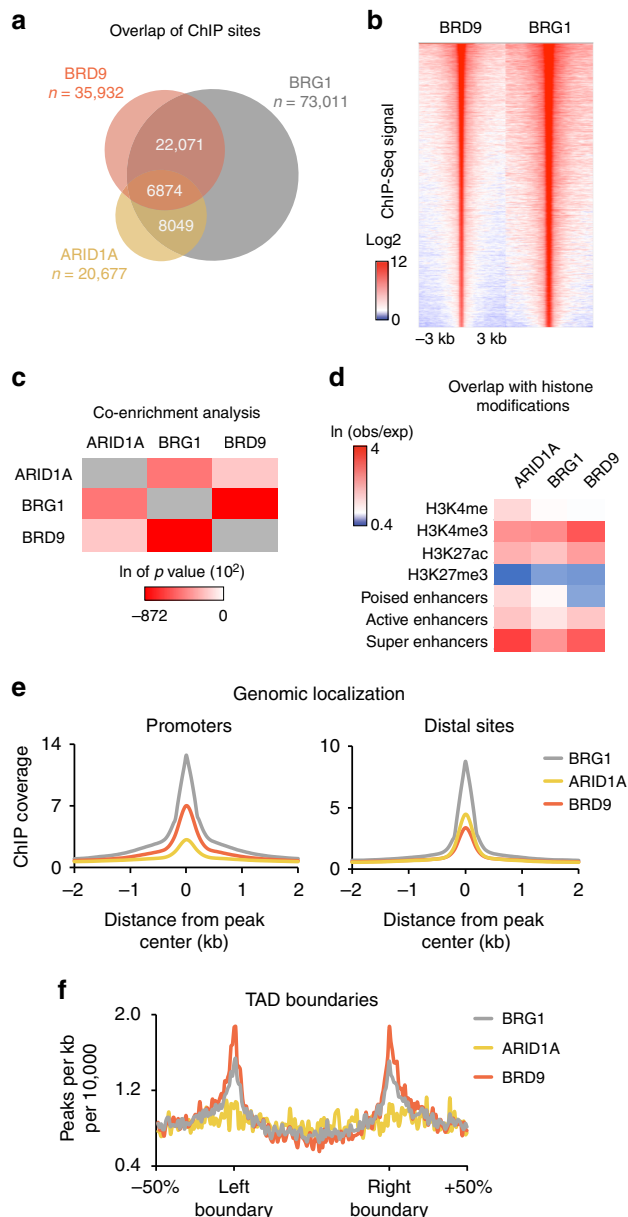 a
Overlap of ChIP sites
BRD9
n = 35,932
BRG1
n = 73,011
22,071
6874
8049
ARID1A
n = 20,677
b
BRD9 BRG1
ChIP-Seq signal
Log2
12
0
−3 kb 3 kb
c
Co-enrichment analysis
ARID1A BRG1 BRD9
ARID1A
BRG1
BRD9
ln of p value (10²)
−872 0
d
Overlap with histone
modifications
ln (obs/exp)
4
0.4
ARID1A
BRG1
BRD9
H3K4me
H3K4me3
H3K27ac
H3K27me3
Poised enhancers
Active enhancers
Super enhancers
e
Genomic localization
Promoters
ChIP coverage
14
7
0
−2 −1 0 1 2
Distance from peak
center (kb)
Distal sites
10
5
0
−2 −1 0 1 2
Distance from peak
center (kb)
BRG1
ARID1A
BRD9
f
TAD boundaries
Peaks per kb
per 10,000
2.0
1.2
0.4
−50% Left boundary Right boundary +50%
BRG1
ARID1A
BRD9